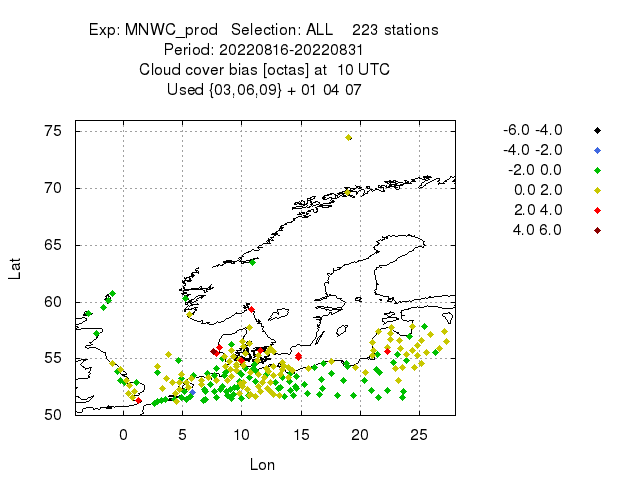 Exp: MNWC_prod   Selection: ALL    223 stations
Period: 20220816-20220831
Cloud cover bias [octas] at  10 UTC
Used {03,06,09} + 01 04 07
75
70
65
60
55
50
Lat
0 5 10 15 20 25
Lon
-6.0 -4.0
-4.0 -2.0
-2.0 0.0
0.0 2.0
2.0 4.0
4.0 6.0